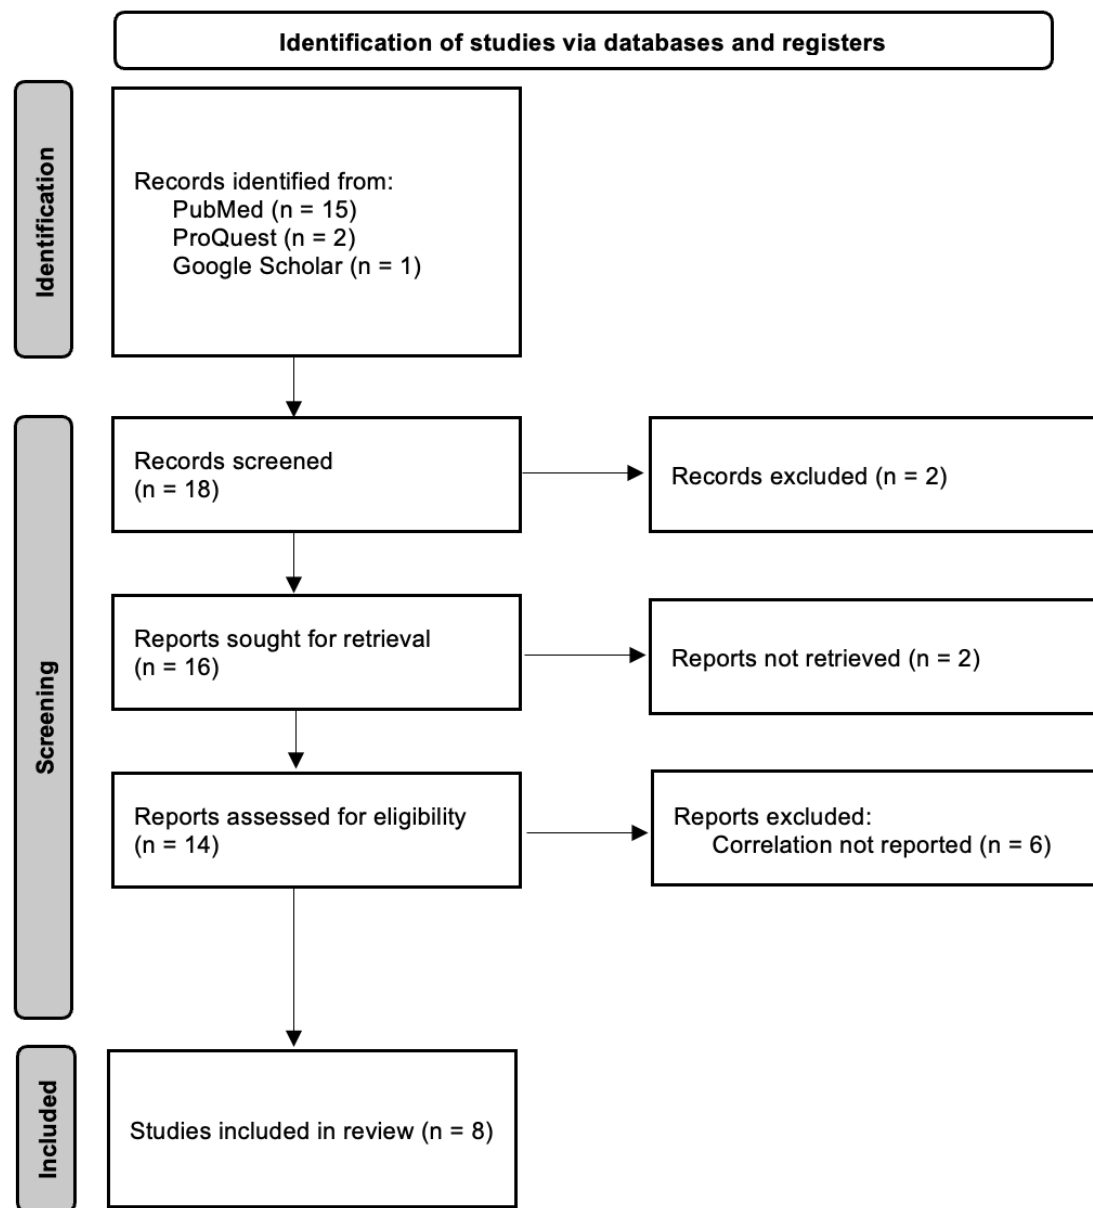 Identification of studies via databases and registers
Identification
Records identified from:
PubMed (n = 15)
ProQuest (n = 2)
Google Scholar (n = 1)
Screening
Records screened
(n = 18)
Records excluded (n = 2)
Reports sought for retrieval
(n = 16)
Reports not retrieved (n = 2)
Reports assessed for eligibility
(n = 14)
Reports excluded:
Correlation not reported (n = 6)
Included
Studies included in review (n = 8)